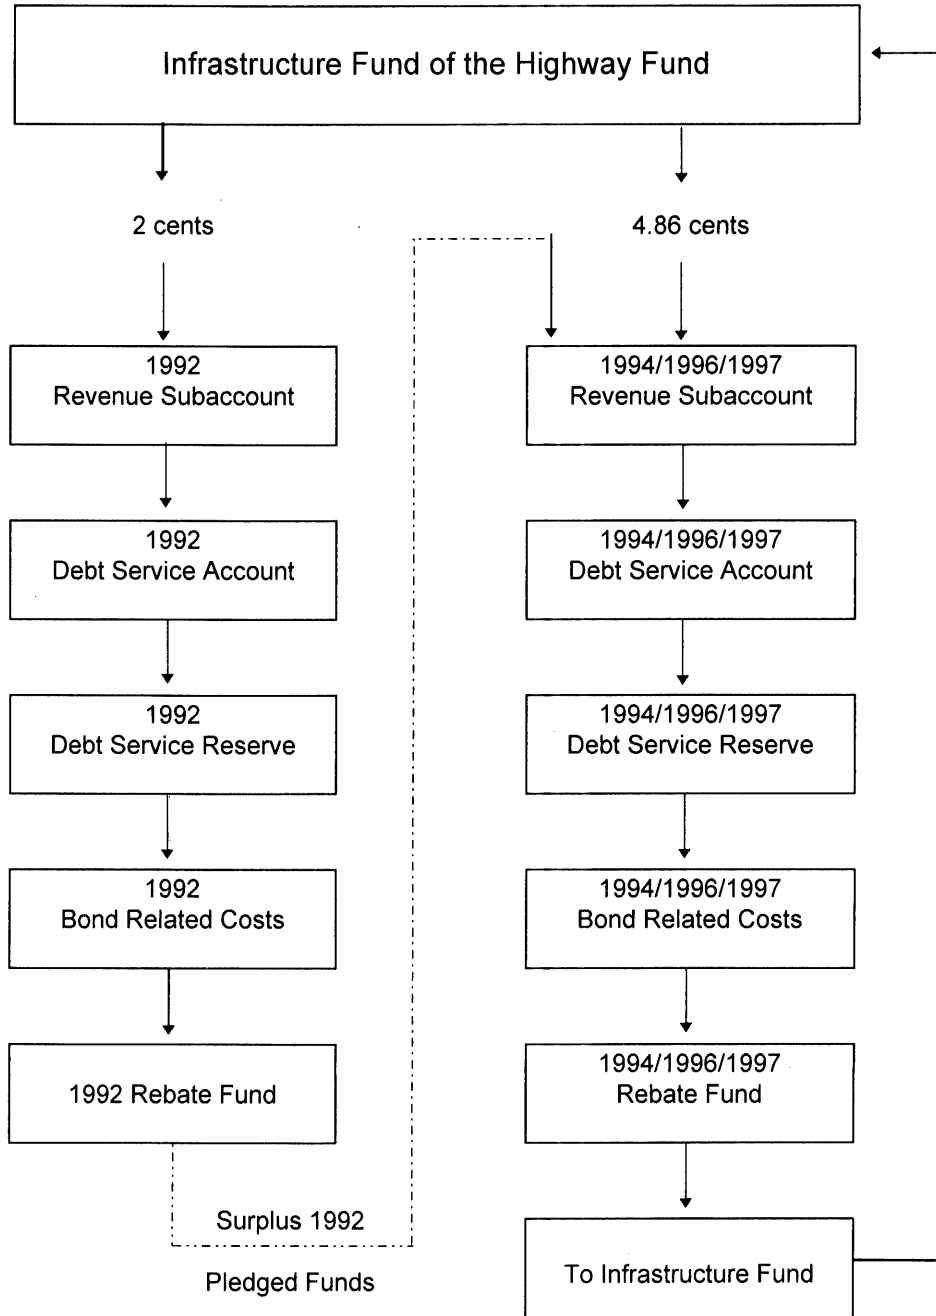 Infrastructure Fund of the Highway Fund
2 cents
4.86 cents
1992
Revenue Subaccount
1994/1996/1997
Revenue Subaccount
1992
Debt Service Account
1994/1996/1997
Debt Service Account
1992
Debt Service Reserve
1994/1996/1997
Debt Service Reserve
1992
Bond Related Costs
1994/1996/1997
Bond Related Costs
1992 Rebate Fund
1994/1996/1997
Rebate Fund
Surplus 1992
Pledged Funds
To Infrastructure Fund